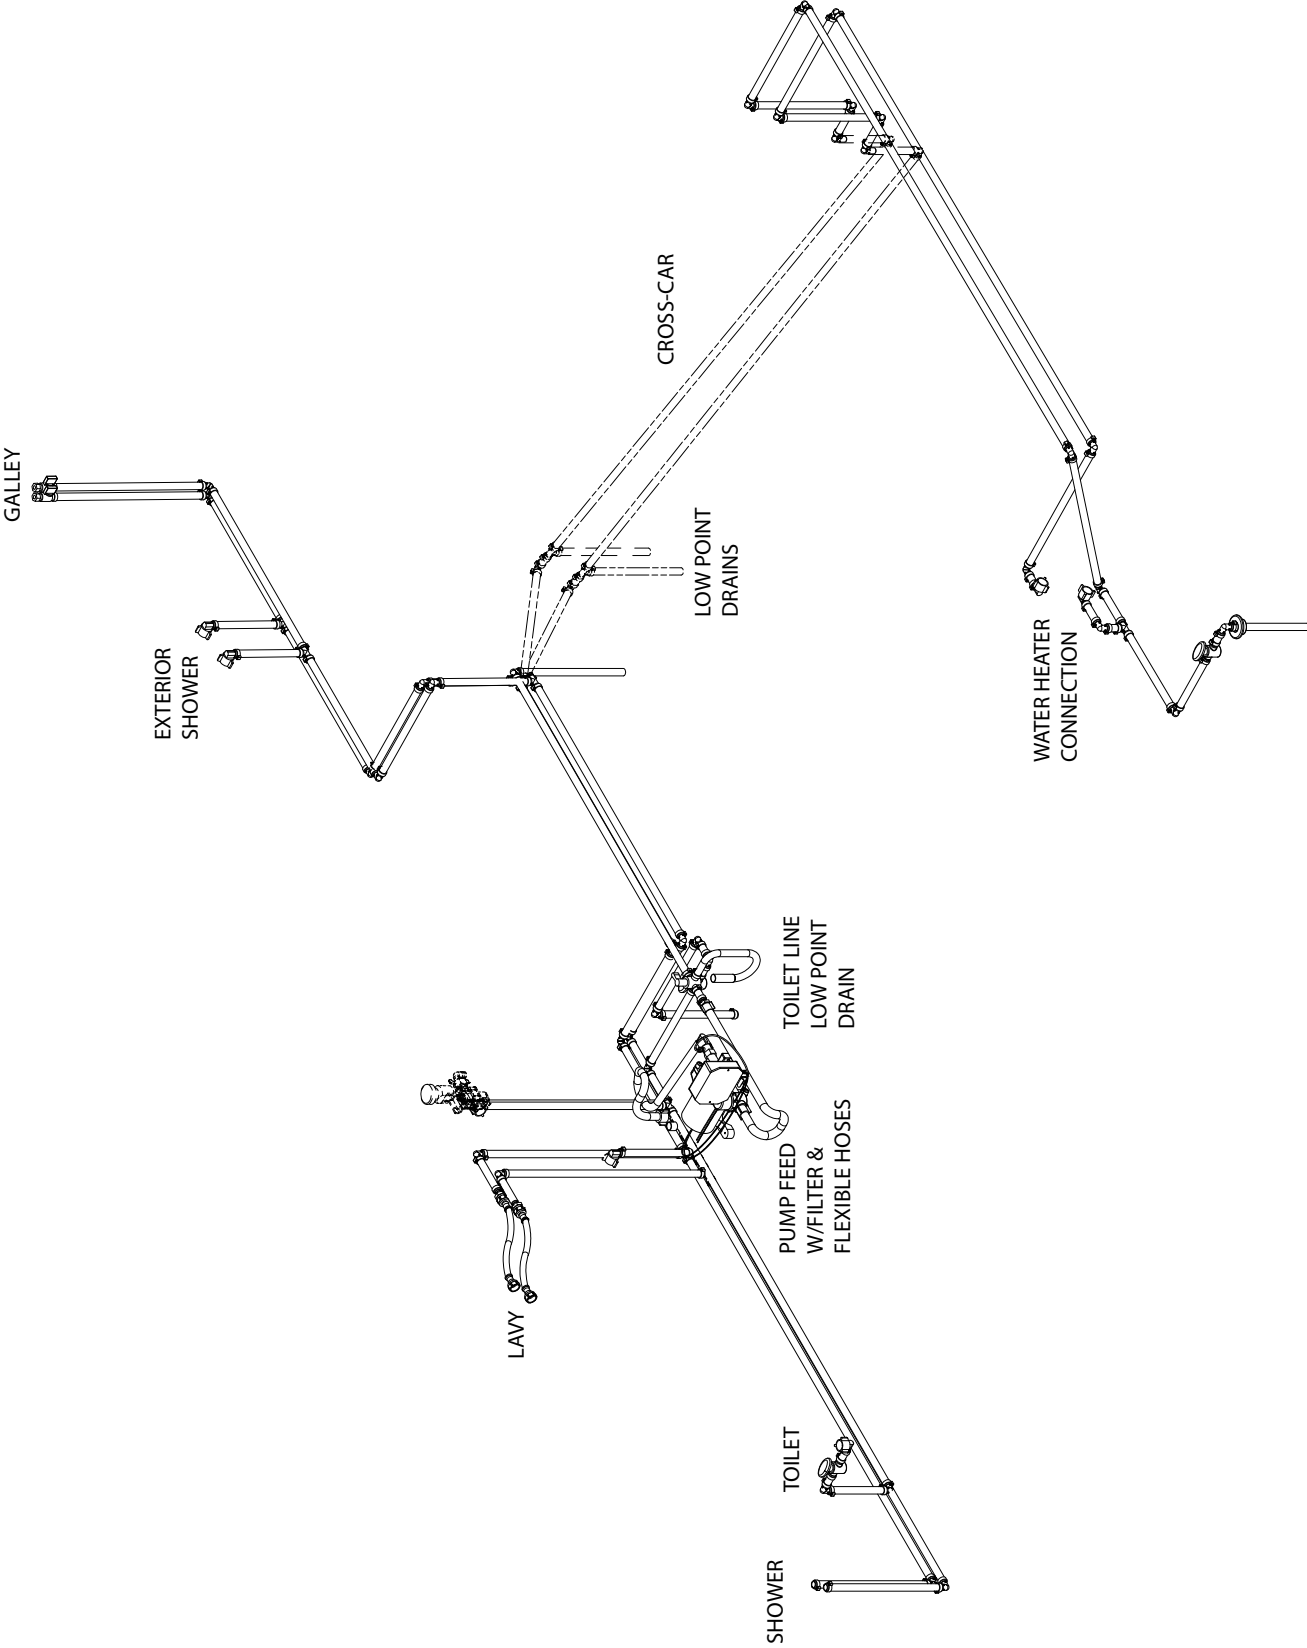 GALLEY
EXTERIOR
SHOWER
CROSS-CAR
LOW POINT
DRAINS
WATER HEATER
CONNECTION
TOILET LINE
LOW POINT
DRAIN
PUMP FEED
W/FILTER &
FLEXIBLE HOSES
LAVY
TOILET
SHOWER